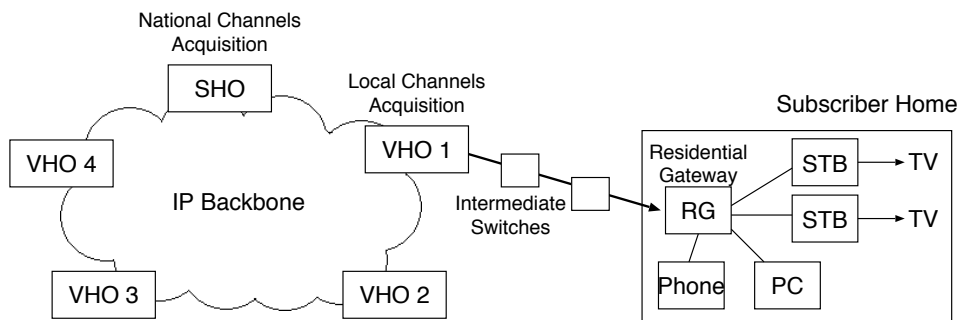 National Channels
Acquisition
SHO
Local Channels
Acquisition
VHO 1
VHO 4
IP Backbone
VHO 3
VHO 2
Intermediate
Switches
Subscriber Home
Residential
Gateway
RG
STB
TV
STB
TV
Phone
PC